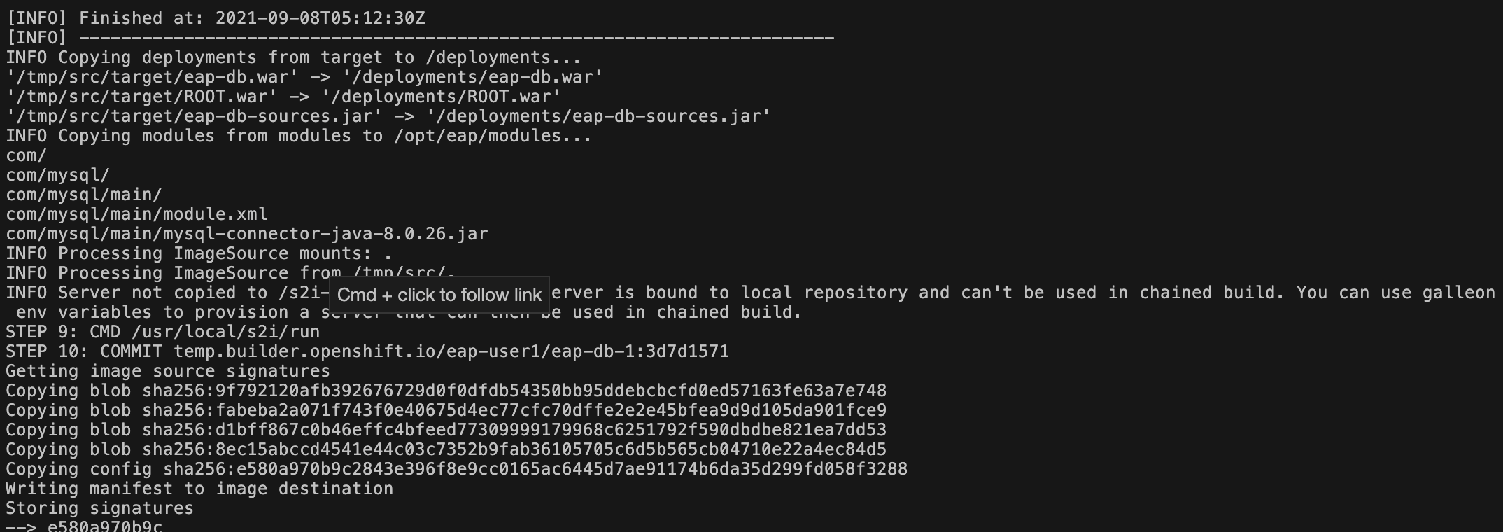 [INFO] Finished at: 2021-09-08T05:12:30Z
[INFO] ------------------------------------------------------------------------
INFO Copying deployments from target to /deployments...
'/tmp/src/target/eap-db.war' -> '/deployments/eap-db.war'
'/tmp/src/target/ROOT.war' -> '/deployments/ROOT.war'
'/tmp/src/target/eap-db-sources.jar' -> '/deployments/eap-db-sources.jar'
INFO Copying modules from modules to /opt/eap/modules...
com/
com/mysql/
com/mysql/main/
com/mysql/main/module.xml
com/mysql/main/mysql-connector-java-8.0.26.jar
INFO Processing ImageSource mounts: .
INFO Processing ImageSource from /tmp/src/.
INFO Server not copied to /s2i- Cmd + click to follow link erver is bound to local repository and can't be used in chained build. You can use galleon
env variables to provision a server that can then be used in chained build.
STEP 9: CMD /usr/local/s2i/run
STEP 10: COMMIT temp.builder.openshift.io/eap-user1/eap-db-1:3d7d1571
Getting image source signatures
Copying blob sha256:9f792120afb392676729d0f0dfdb54350bb95ddebcbcfd0ed57163fe63a7e748
Copying blob sha256:fabeba2a071f743f0e40675d4ec77cfc70dffe2e2e45bfea9d9d105da901fce9
Copying blob sha256:d1bff867c0b46effc4bfeed77309999179968c6251792f590dbdbe821ea7dd53
Copying blob sha256:8ec15abccd4541e44c03c7352b9fab36105705c6d5b565cb04710e22a4ec84d5
Copying config sha256:e580a970b9c2843e396f8e9cc0165ac6445d7ae91174b6da35d299fd058f3288
Writing manifest to image destination
Storing signatures
--> e580a970b9c